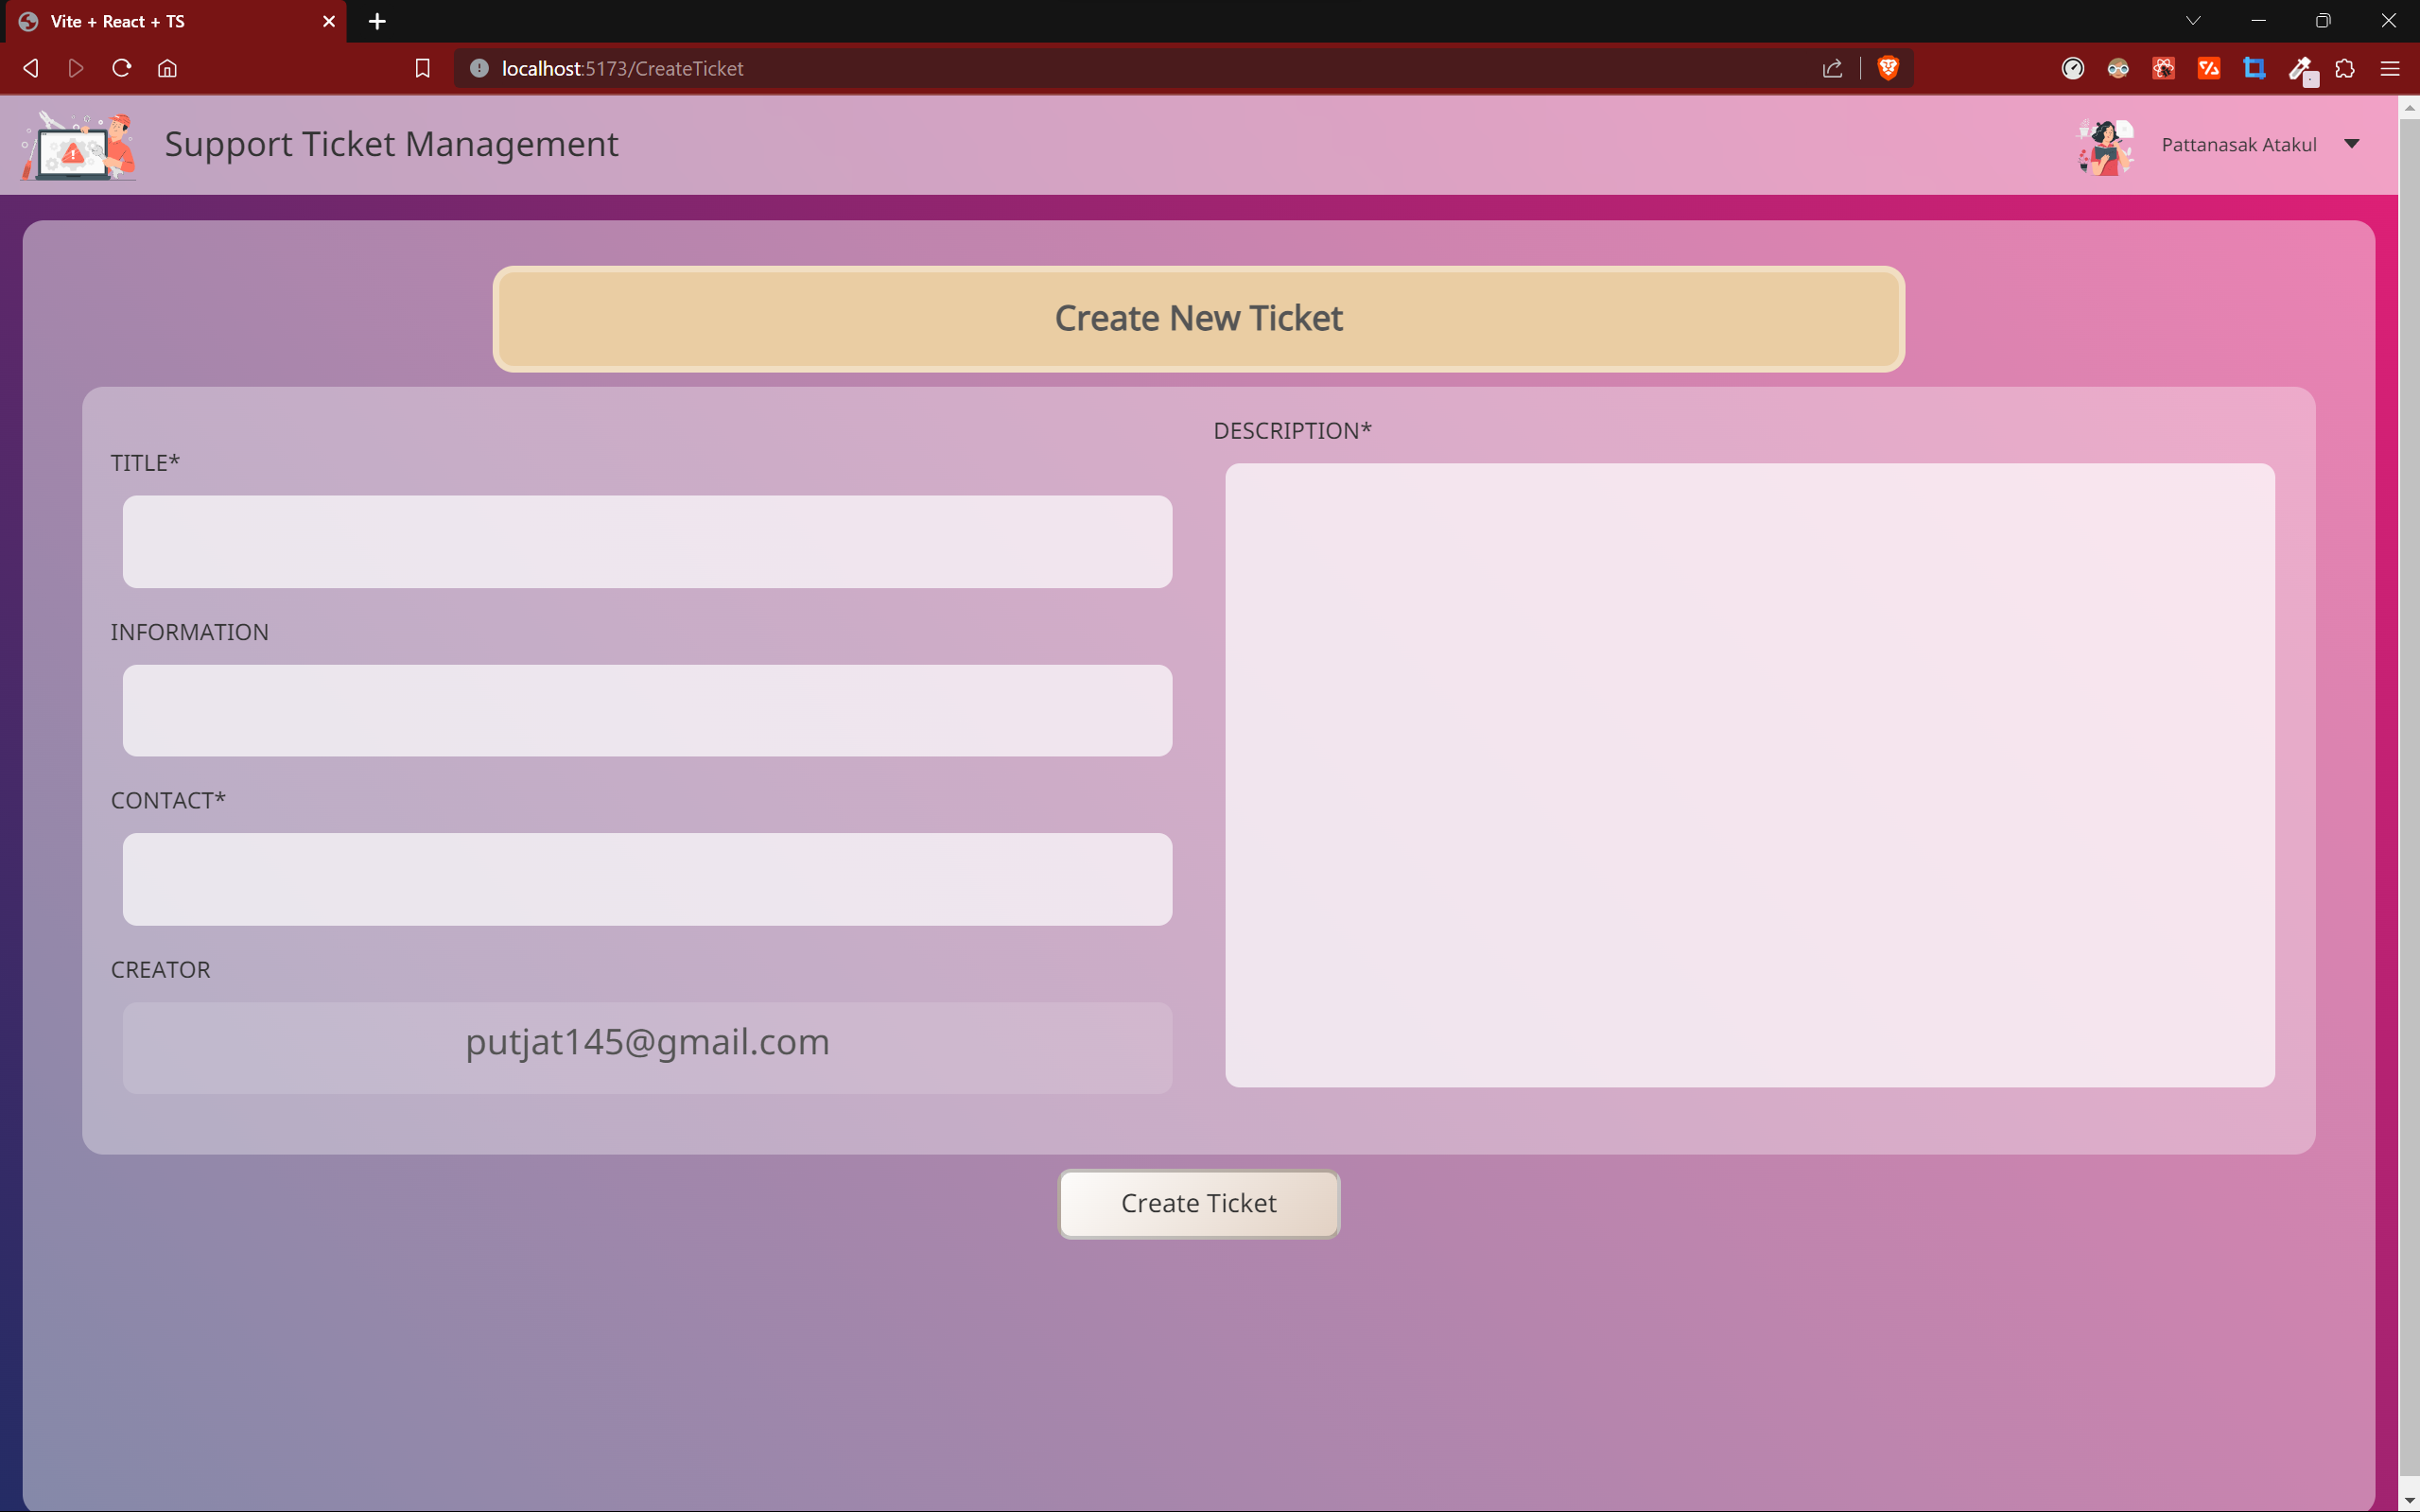 Vite + React + TS
localhost:5173/CreateTicket
Support Ticket Management
Pattanasak Atakul
Create New Ticket
TITLE*
INFORMATION
CONTACT*
CREATOR
putjat145@gmail.com
DESCRIPTION*
Create Ticket